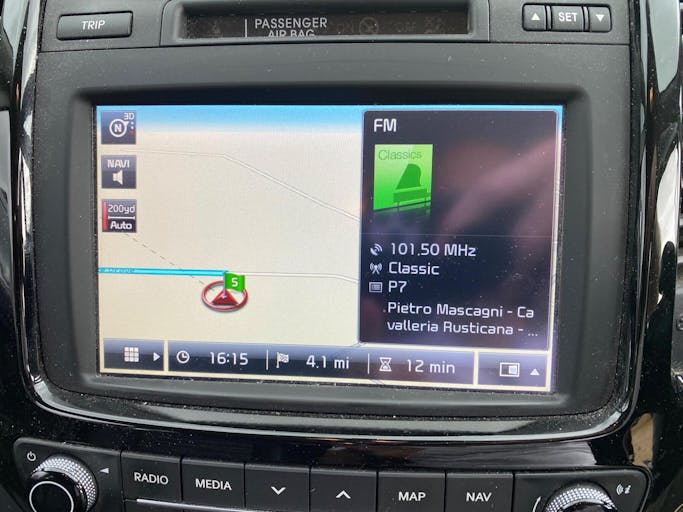 TRIP
PASSENGER
AIR BAG
SET
3D
N
FM
Classics
NAVI
200yd
Auto
101.50 MHz
Classic
S
P7
Pietro Mascagni - Ca
valleria Rusticana - ...
16:15
4.1 mi
12 min
RADIO
MEDIA
MAP
NAV